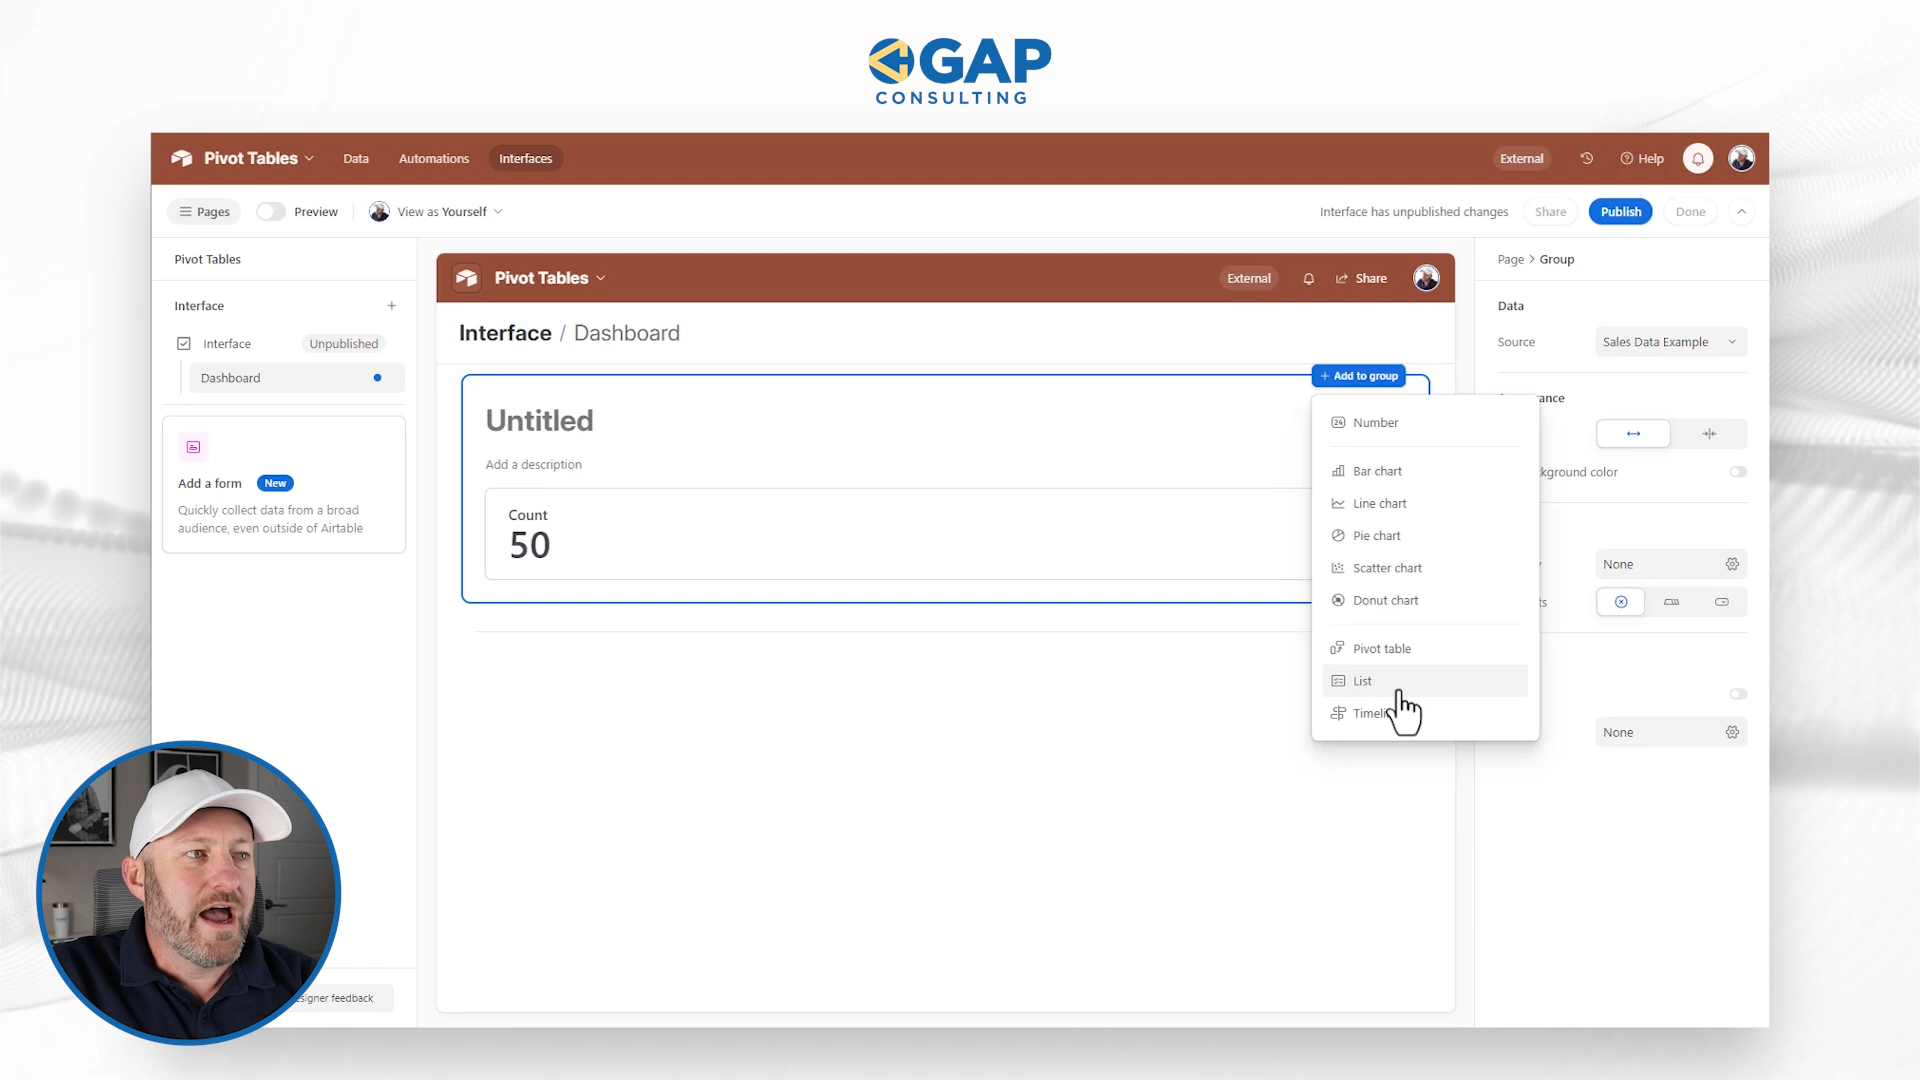 GAP
CONSULTING
Pivot Tables
Data
Automations
Interfaces
External
Help
Pages
Preview
View as Yourself
Interface has unpublished changes
Share
Publish
Done
Pivot Tables
Interface
Interface
Unpublished
Dashboard
Add a form
New
Quickly collect data from a broad
audience, even outside of Airtable
Pivot Tables
External
Share
Interface / Dashboard
+ Add to group
Untitled
Add a description
Count
50
24 Number
Bar chart
Line chart
Pie chart
Scatter chart
Donut chart
Pivot table
List
Page > Group
Data
Source
Sales Data Example
None
None
feedback